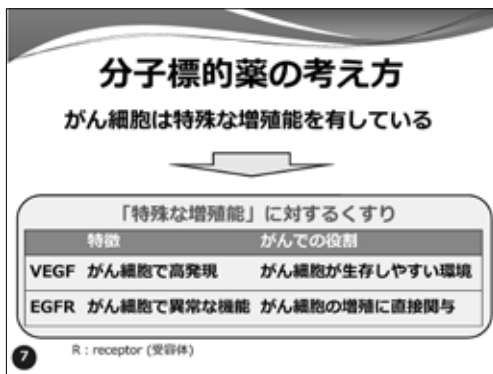 分子標的薬の考え方
がん細胞は特殊な増殖能を有している
「特殊な増殖能」に対するくすり
特徴 がんでの役割
VEGF がん細胞で高発現 がん細胞が生存しやすい環境
EGFR がん細胞で異常な機能 がん細胞の増殖に直接関与
7 R：receptor (受容体)